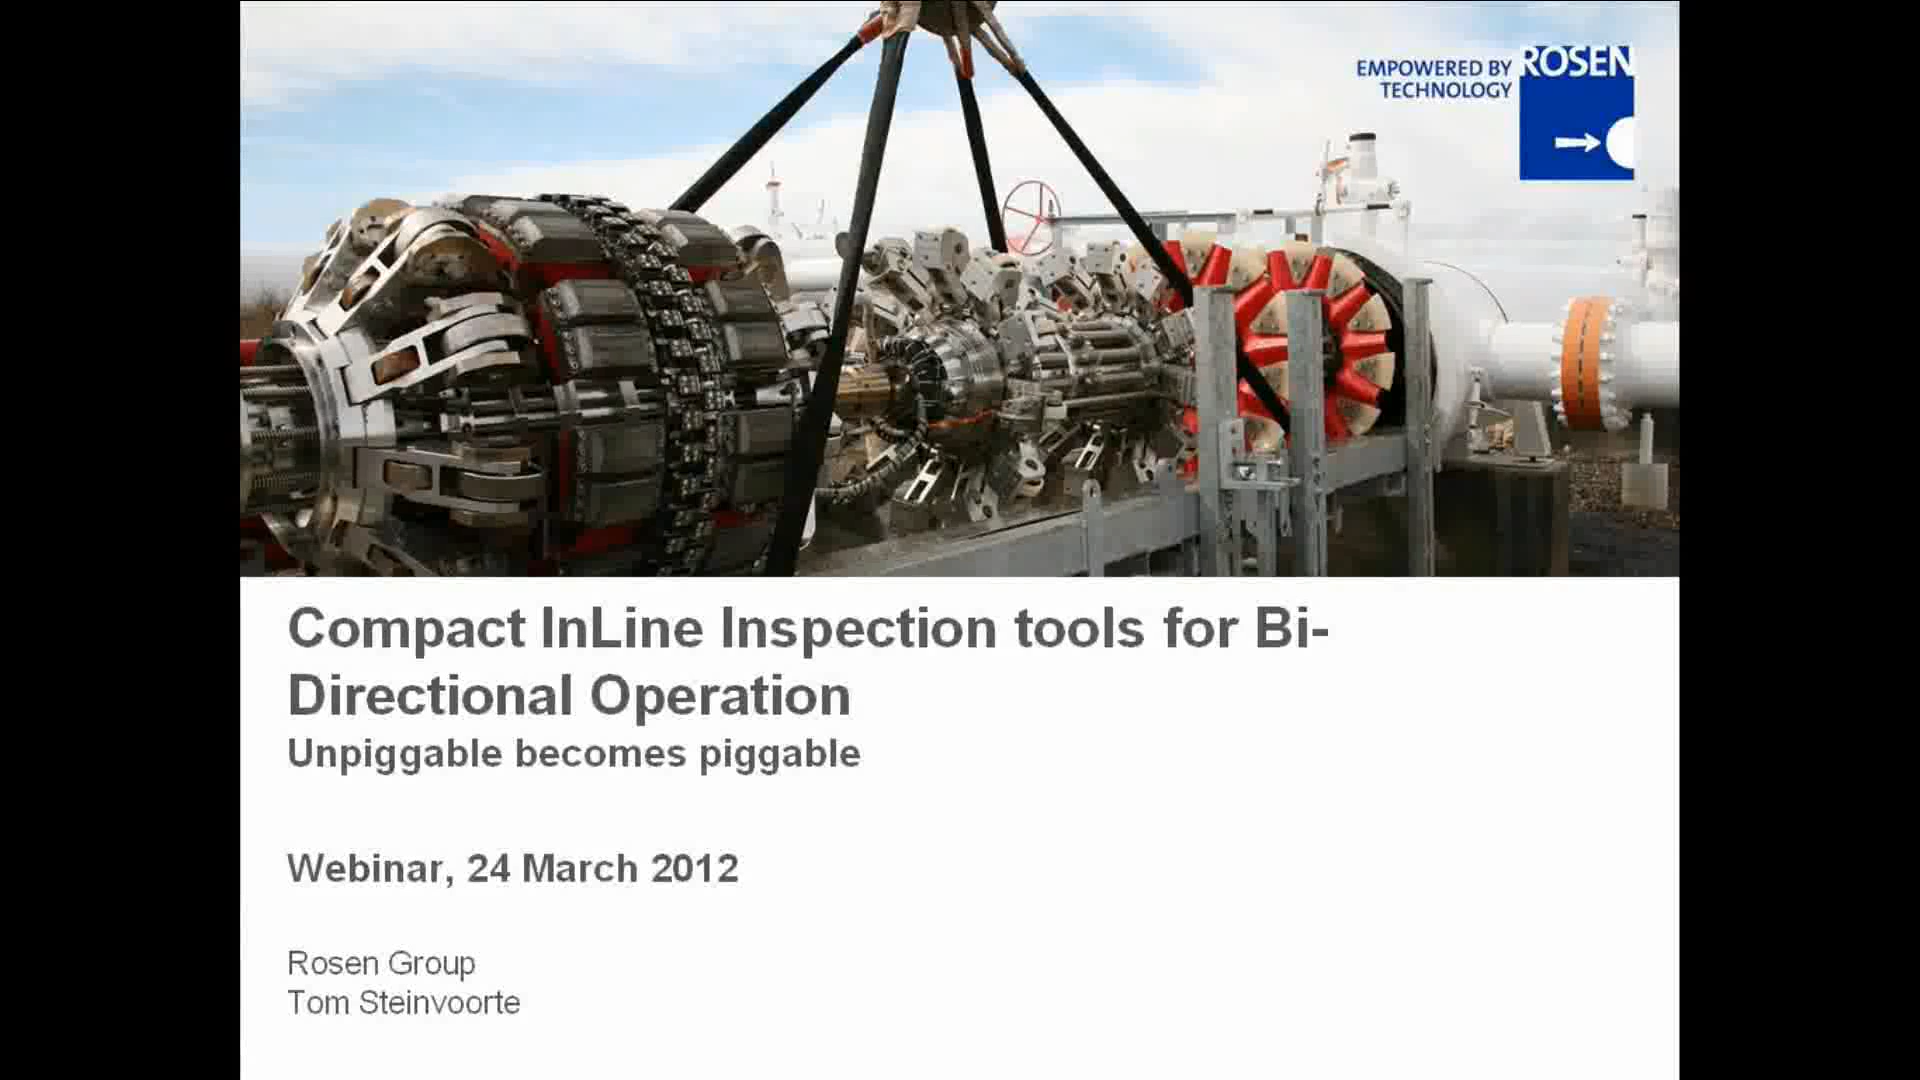 EMPOWERED BY
TECHNOLOGY
ROSEN
Compact InLine Inspection tools for Bi-
Directional Operation
Unpiggable becomes piggable
Webinar, 24 March 2012
Rosen Group
Tom Steinvoorte